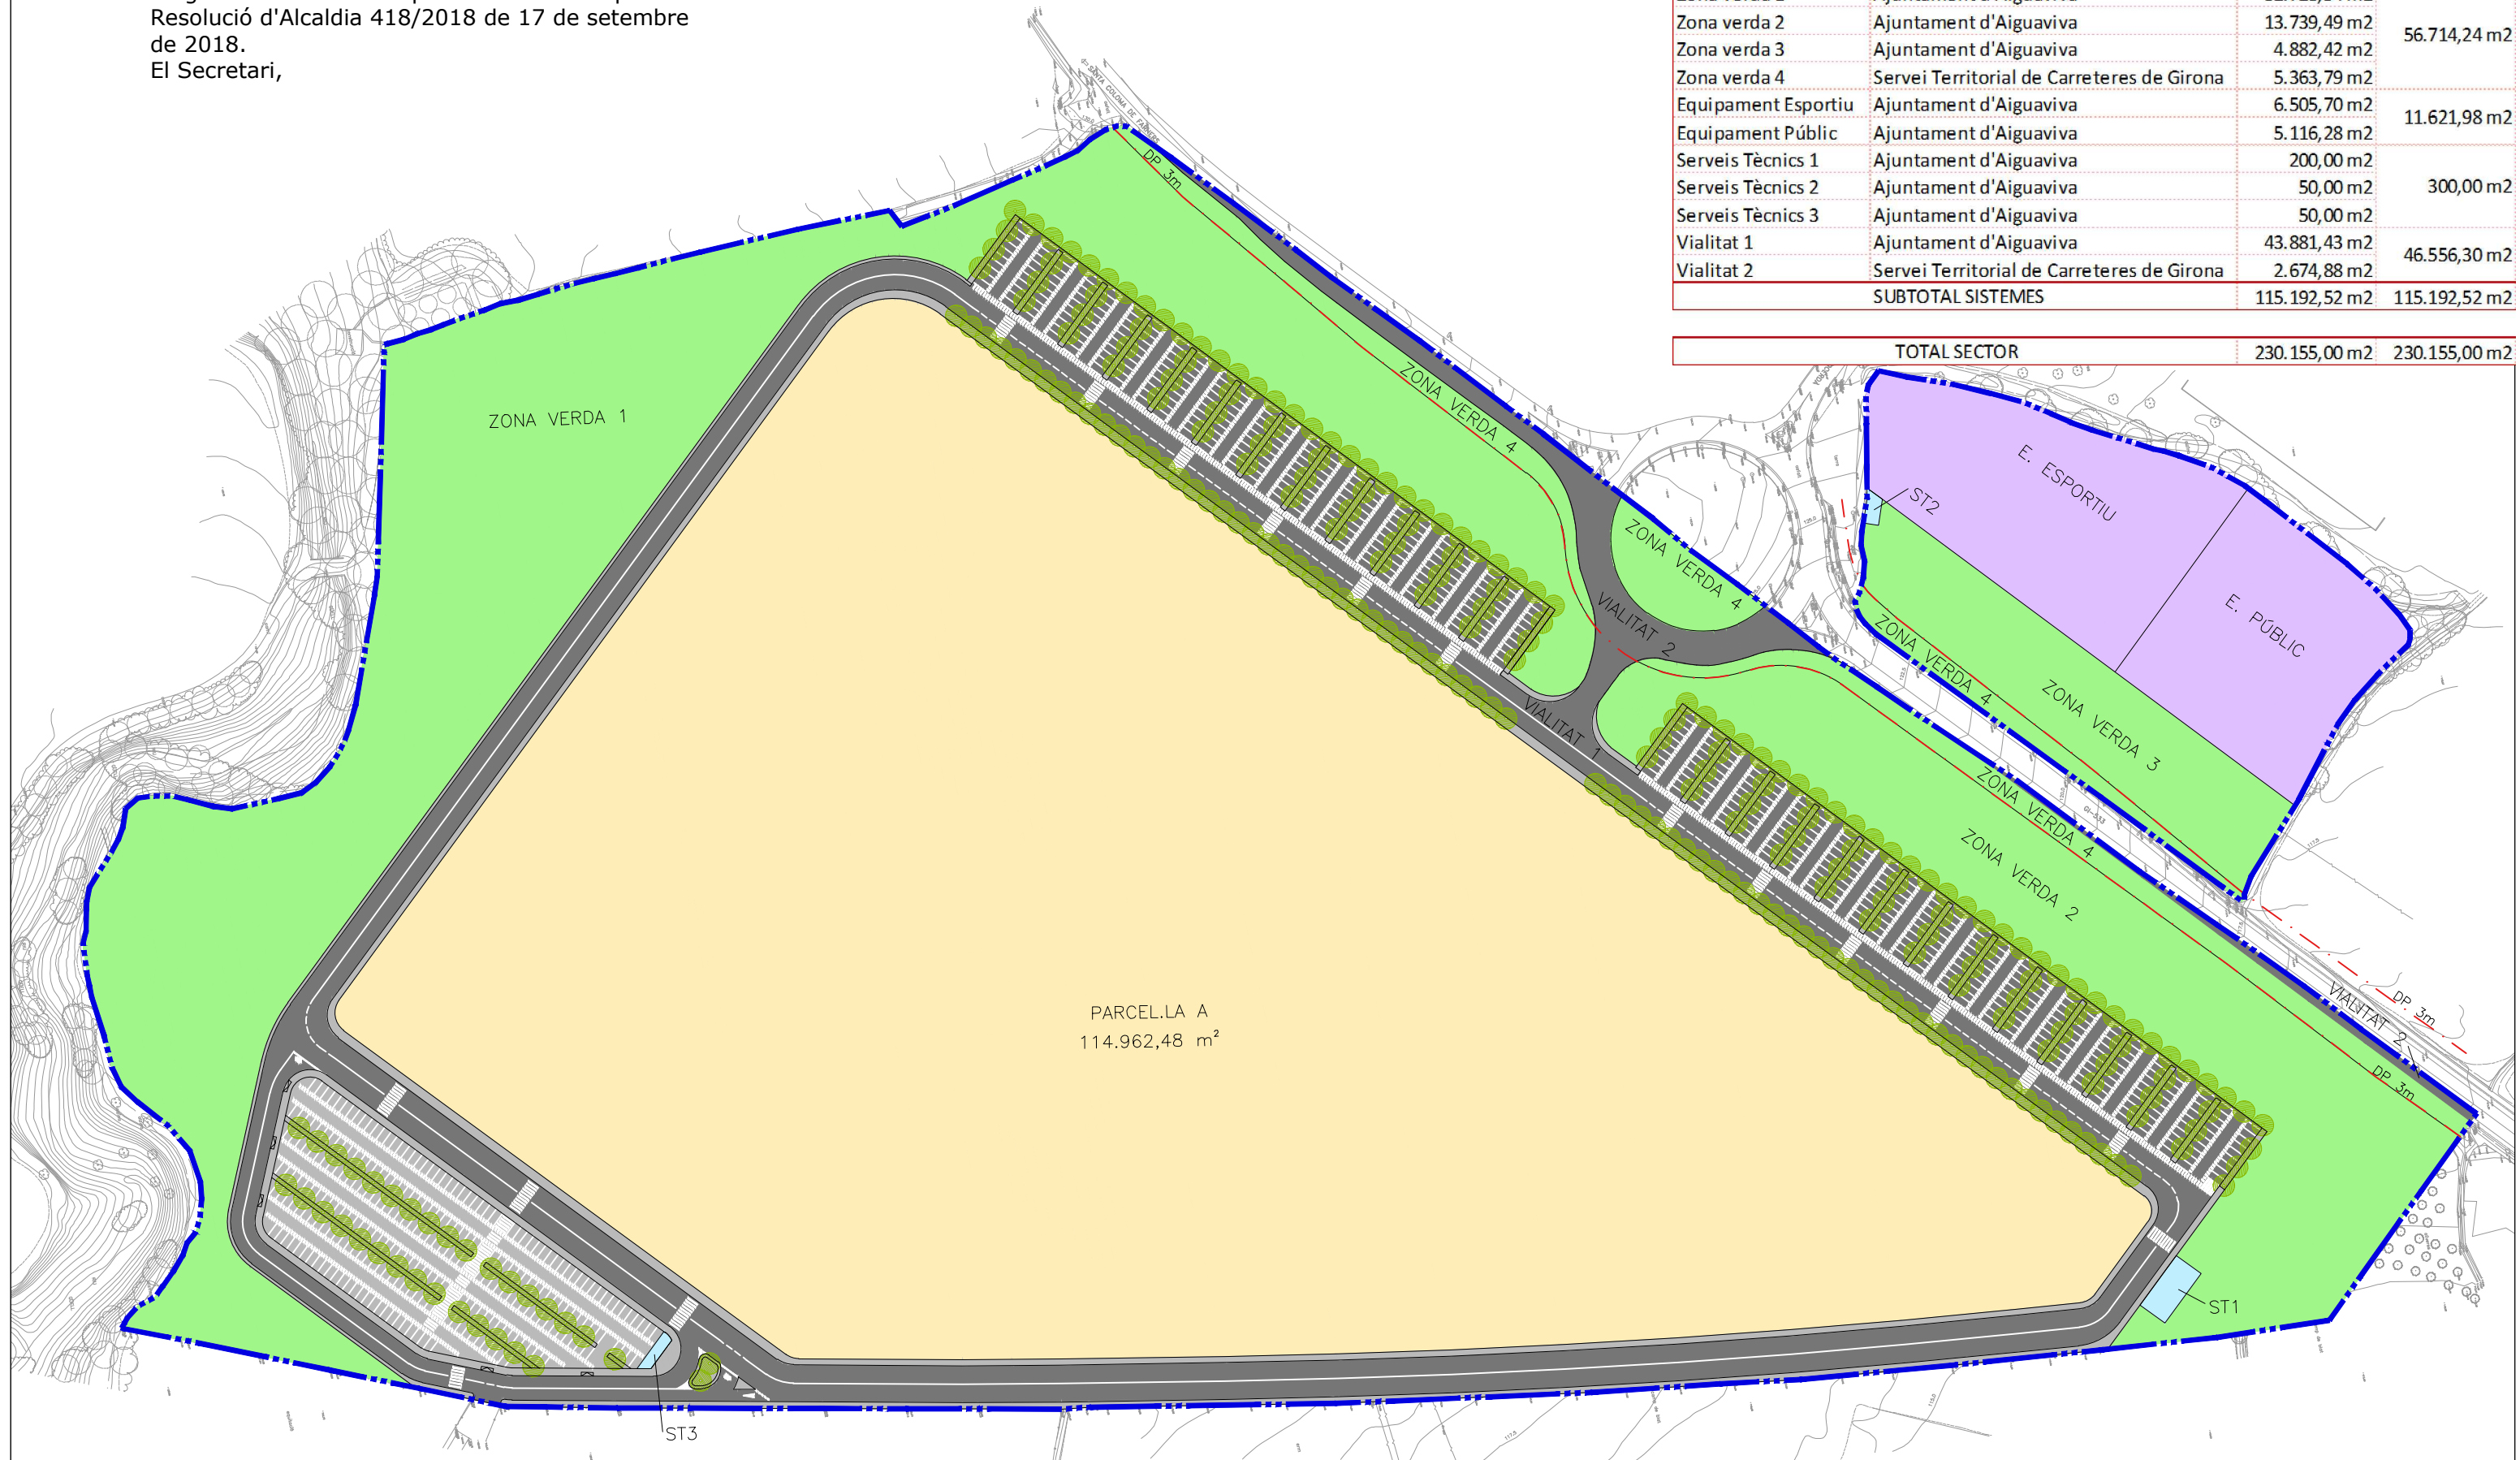 Resolució d'Alcaldia 418/2018 de 17 de setembre
de 2018.
El Secretari,
Zona verda 2 Ajuntament d'Aiguaviva 13.739,49 m2
56.714,24 m2
Zona verda 3 Ajuntament d'Aiguaviva 4.882,42 m2
Zona verda 4 Servei Territorial de Carreteres de Girona 5.363,79 m2
Equipament Esportiu Ajuntament d'Aiguaviva 6.505,70 m2
11.621,98 m2
Equipament Públic Ajuntament d'Aiguaviva 5.116,28 m2
Serveis Tècnics 1 Ajuntament d'Aiguaviva 200,00 m2
Serveis Tècnics 2 Ajuntament d'Aiguaviva 50,00 m2 300,00 m2
Serveis Tècnics 3 Ajuntament d'Aiguaviva 50,00 m2
Vialitat 1 Ajuntament d'Aiguaviva 43.881,43 m2
46.556,30 m2
Vialitat 2 Servei Territorial de Carreteres de Girona 2.674,88 m2
SUBTOTAL SISTEMES 115.192,52 m2 115.192,52 m2
TOTAL SECTOR 230.155,00 m2 230.155,00 m2
DP 3m
ZONA VERDA 1
ZONA VERDA 4
E. ESPORTIU
ST2
ZONA VERDA 4
E. PÚBLIC
VIALITAT 2
ZONA VERDA 4
ZONA VERDA 3
VIALITAT 1
ZONA VERDA 4
GI-533
ZONA VERDA 2
PARCEL.LA A
114.962,48 m²
DP 3m
VIALITAT 2
DP 3m
ST1
ST3